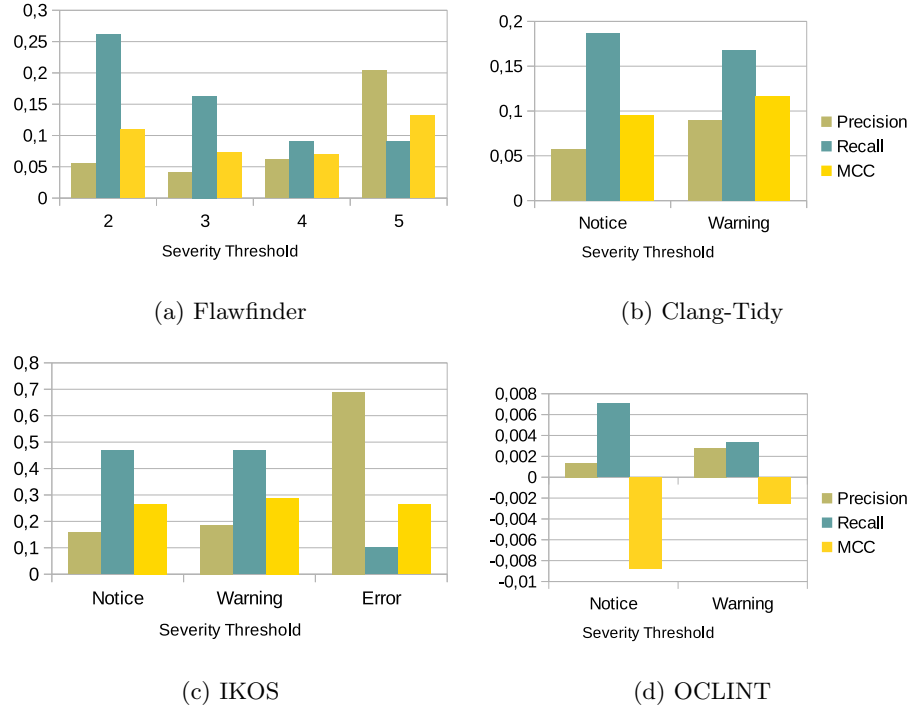 0,3
0,25
0,2
0,15
0,1
0,05
0
2 3 4 5
Severity Threshold
(a) Flawfinder
0,2
0,15
0,1
0,05
0
Notice Warning
Severity Threshold
Precision
Recall
MCC
(b) Clang-Tidy
0,8
0,7
0,6
0,5
0,4
0,3
0,2
0,1
0
Notice Warning Error
Severity Threshold
(c) IKOS
0,008
0,006
0,004
0,002
0
-0,002
-0,004
-0,006
-0,008
-0,01
Notice Warning
Severity Threshold
Precision
Recall
MCC
(d) OCLINT